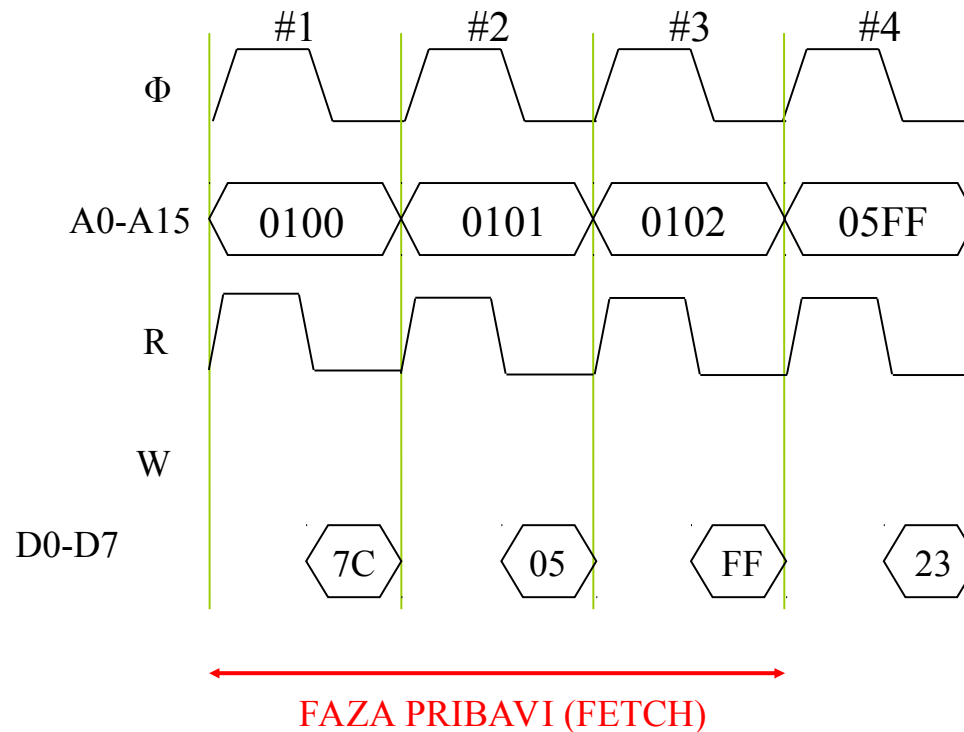 #1 #2 #3 #4
Φ
A0-A15 0100 0101 0102 05FF
R
W
D0-D7 7C 05 FF 23
FAZA PRIBAVI (FETCH)